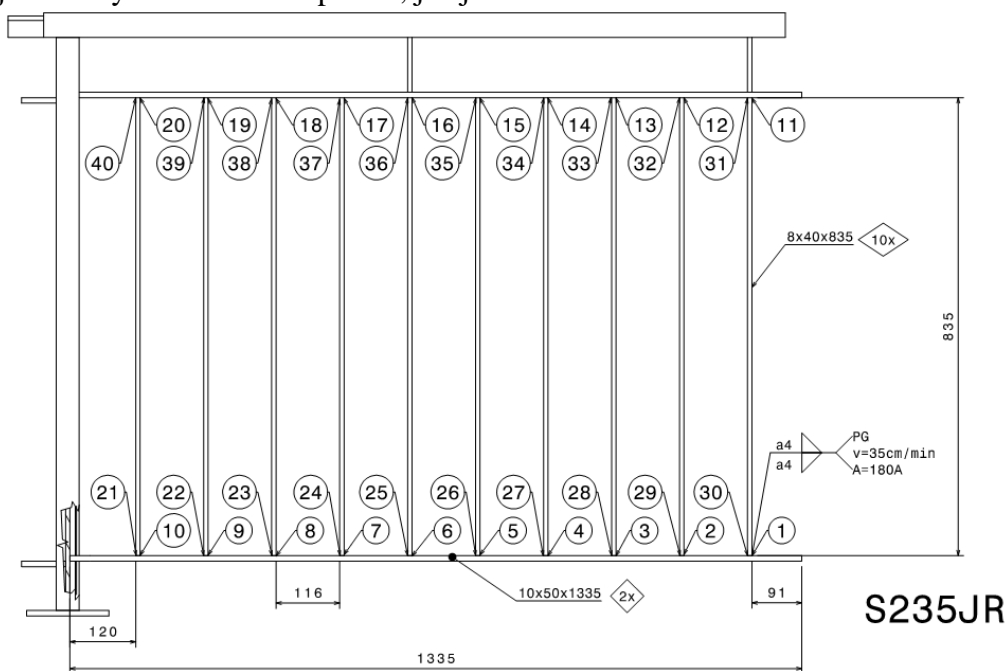 20 19 18 17 16 15 14 13 12 11
40 39 38 37 36 35 34 33 32 31
8x40x835 10x
835
a4 PG
v=35cm/min
a4 A=180A
21 22 23 24 25 26 27 28 29 30
10 9 8 7 6 5 4 3 2 1
10x50x1335 2x
116 91
S235JR
120
1335